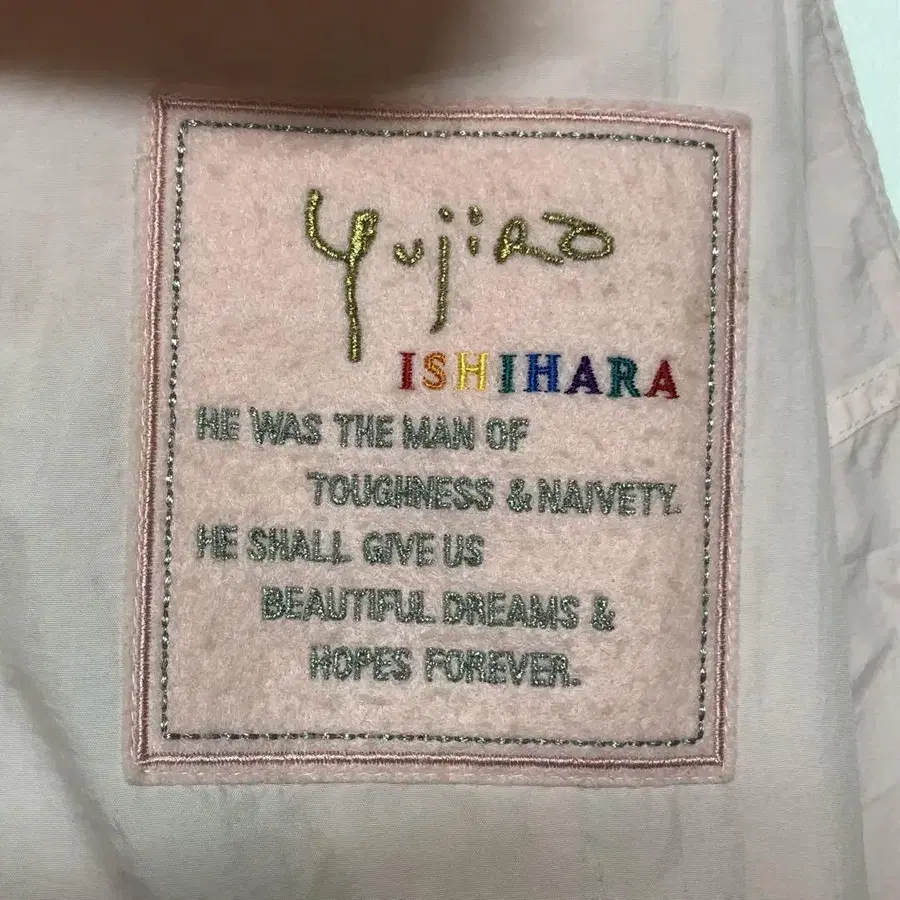 Yujiro
ISHIHARA
HE WAS THE MAN OF
TOUGHNESS & NAIVETY.
HE SHALL GIVE US
BEAUTIFUL DREAMS &
HOPES FOREVER.